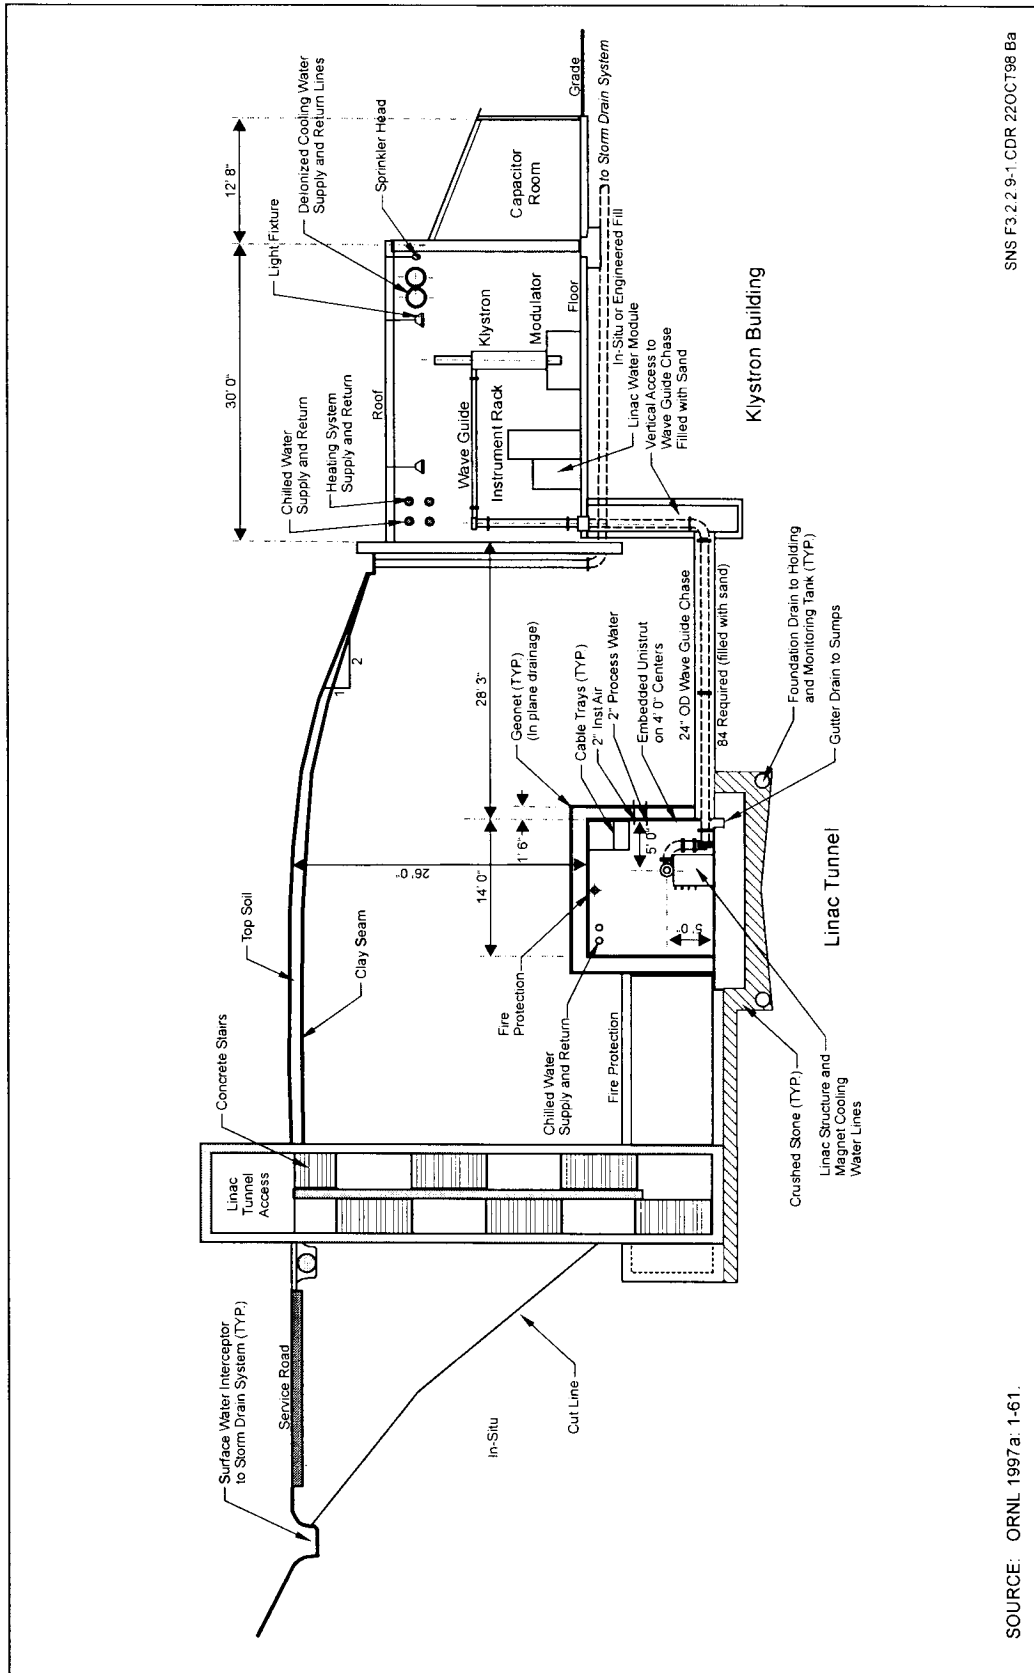 Surface Water Interceptor
to Storm Drain System (TYP.)
Service Road
In-Situ
Cut Line
Linac
Tunnel
Access
Concrete Stairs
Top Soil
Clay Seam
1
2
26' 0"
14' 0"
1' 6"
28' 3"
30' 0"
12' 8"
Chilled Water
Supply and Return
Heating System
Supply and Return
Roof
Light Fixture
Deionized Cooling Water
Supply and Return Lines
Sprinkler Head
Wave Guide
Klystron
Instrument Rack
Modulator
Floor
Capacitor
Room
Grade
to Storm Drain System
In-Situ or Engineered Fill
Linac Water Module
Vertical Access to
Wave Guide Chase
Filled with Sand
Klystron Building
Geonet (TYP.)
(In plane drainage)
Cable Trays (TYP.)
2" Inst Air
2" Process Water
Embedded Unistrut
on 4' 0" Centers
24" OD Wave Guide Chase
84 Required (filled with sand)
Fire
Protection
Chilled Water
Supply and Return
Fire Protection
5' 0"
5' 0"
Foundation Drain to Holding
and Monitoring Tank (TYP.)
Gutter Drain to Sumps
Linac Tunnel
Crushed Stone (TYP.)
Linac Structure and
Magnet Cooling
Water Lines
SOURCE: ORNL 1997a: 1-61.
SNS F3.2.2.9-1.CDR 22OCT98 Ba